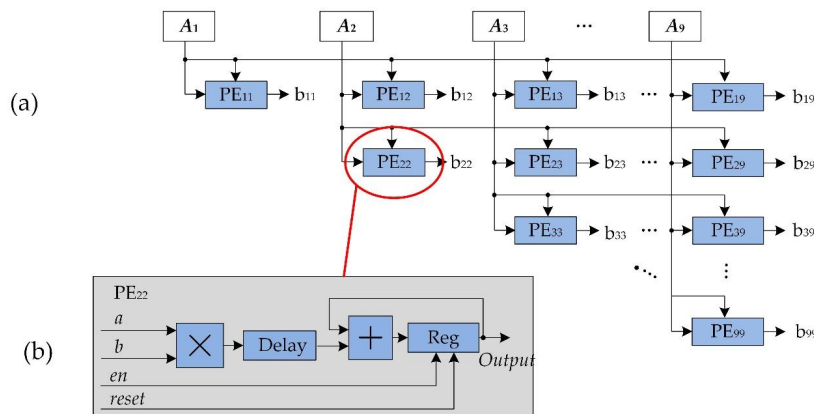 A1 A2 A3 ... A9
(a)
PE11 b11 PE12 b12 PE13 b13 ... PE19 b19
PE22 b22 PE23 b23 ... PE29 b29
PE33 b33 ... PE39 b39
PE99 b99
(b)
PE22
a
b
× Delay + Reg
Output
en
reset